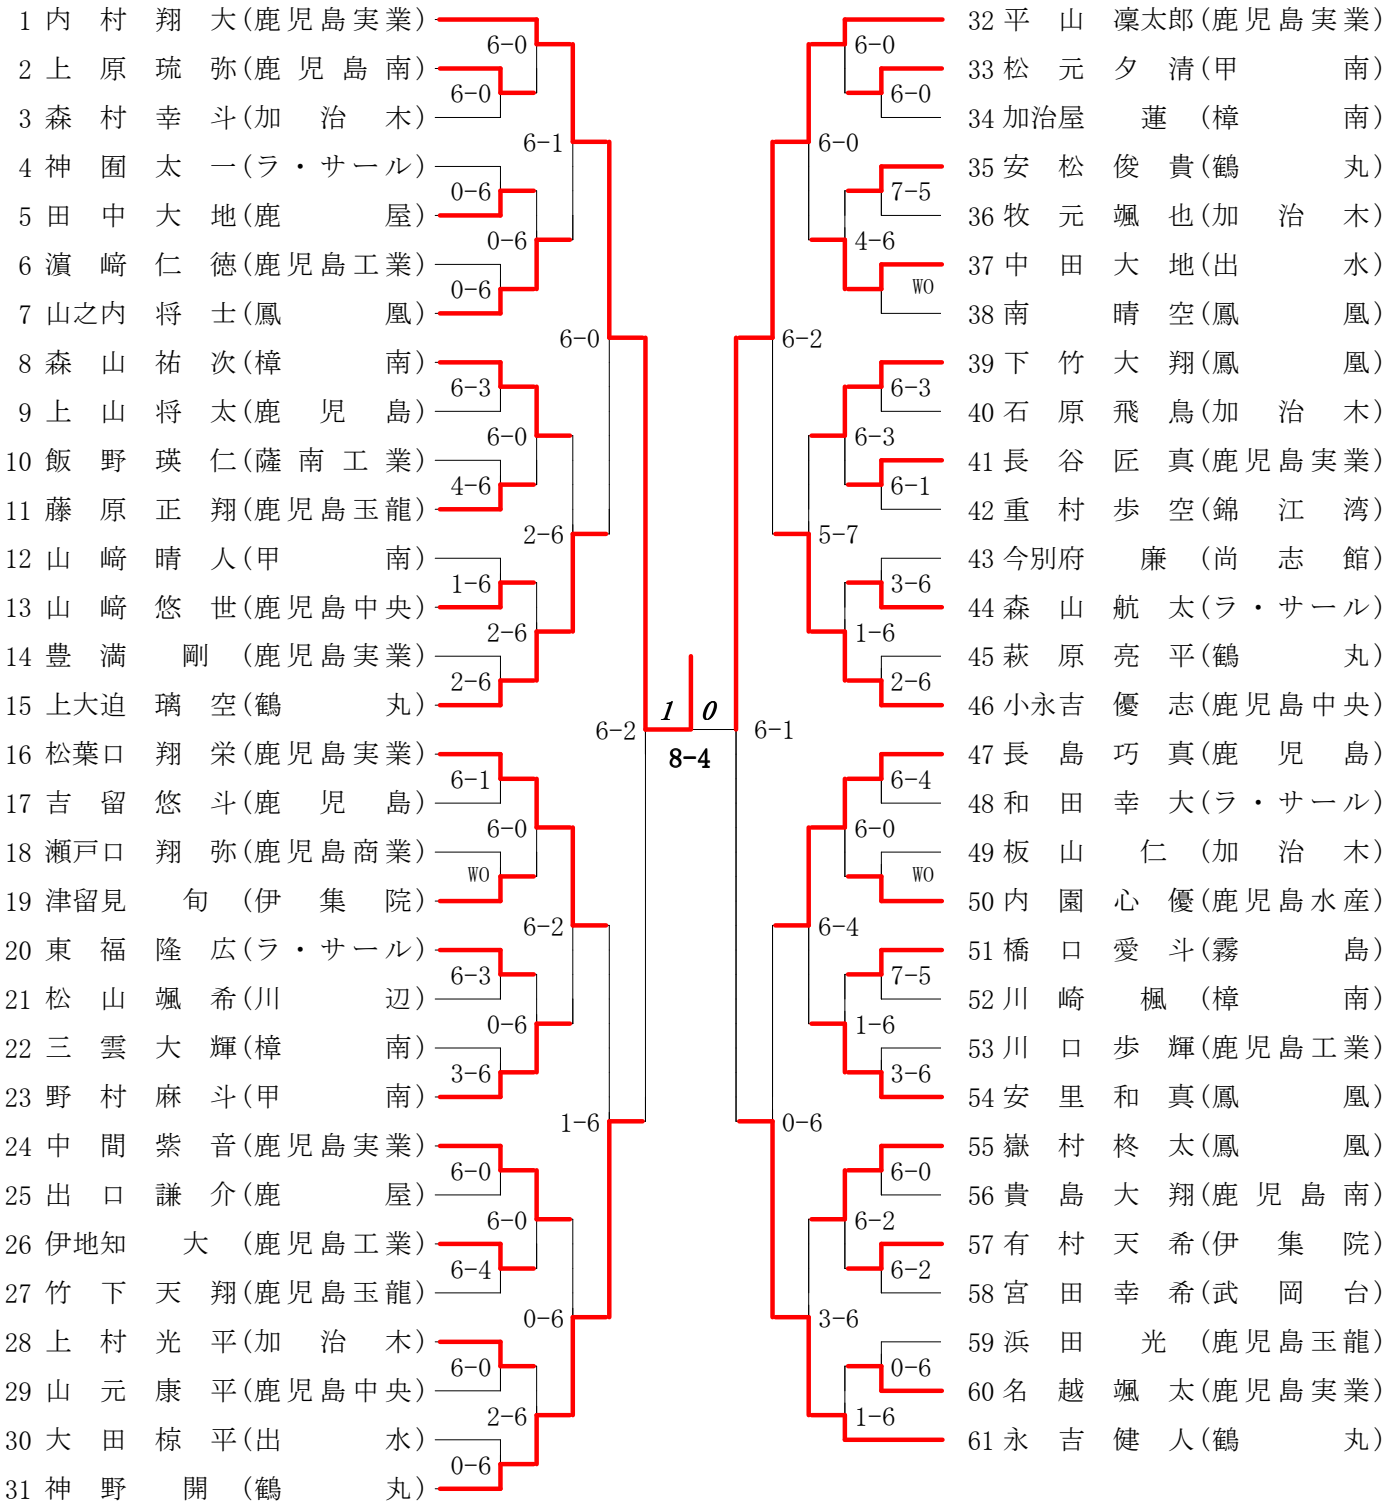 1 内 村 翔 大(鹿児島実業)
2 上 原 琉 弥(鹿 児 島 南)
3 森 村 幸 斗(加 治 木)
4 神 囿 太 一(ラ・サール)
5 田 中 大 地(鹿 屋)
6 濵 﨑 仁 徳(鹿児島工業)
7 山之内 将 士(鳳 凰)
8 森 山 祐 次(樟 南)
9 上 山 将 太(鹿 児 島)
10 飯 野 瑛 仁(薩 南 工 業)
11 藤 原 正 翔(鹿児島玉龍)
12 山 﨑 晴 人(甲 南)
13 山 﨑 悠 世(鹿児島中央)
14 豊 満 剛 (鹿児島実業)
15 上大迫 璃 空(鶴 丸)
16 松葉口 翔 栄(鹿児島実業)
17 吉 留 悠 斗(鹿 児 島)
18 瀬戸口 翔 弥(鹿児島商業)
19 津留見 旬 (伊 集 院)
20 東 福 隆 広(ラ・サール)
21 松 山 颯 希(川 辺)
22 三 雲 大 輝(樟 南)
23 野 村 麻 斗(甲 南)
24 中 間 紫 音(鹿児島実業)
25 出 口 謙 介(鹿 屋)
26 伊地知 大 (鹿児島工業)
27 竹 下 天 翔(鹿児島玉龍)
28 上 村 光 平(加 治 木)
29 山 元 康 平(鹿児島中央)
30 大 田 椋 平(出 水)
31 神 野 開 (鶴 丸)
6-0
6-0
6-1
0-6
0-6
0-6
6-0
6-3
6-0
4-6
2-6
1-6
2-6
2-6
6-2
6-1
6-0
WO
6-2
6-3
0-6
3-6
1-6
6-0
6-0
6-4
0-6
6-0
2-6
0-6
1 0
8-4
6-0
6-0
6-0
7-5
4-6
WO
6-2
6-3
6-3
6-1
5-7
3-6
1-6
2-6
6-1
6-4
6-0
WO
6-4
7-5
1-6
3-6
0-6
6-0
6-2
6-2
3-6
0-6
1-6
32 平 山 凜太郎(鹿児島実業)
33 松 元 夕 清(甲 南)
34 加治屋 蓮 (樟 南)
35 安 松 俊 貴(鶴 丸)
36 牧 元 颯 也(加 治 木)
37 中 田 大 地(出 水)
38 南 晴 空(鳳 凰)
39 下 竹 大 翔(鳳 凰)
40 石 原 飛 鳥(加 治 木)
41 長 谷 匠 真(鹿児島実業)
42 重 村 歩 空(錦 江 湾)
43 今別府 廉 (尚 志 館)
44 森 山 航 太(ラ・サール)
45 萩 原 亮 平(鶴 丸)
46 小永吉 優 志(鹿児島中央)
47 長 島 巧 真(鹿 児 島)
48 和 田 幸 大(ラ・サール)
49 板 山 仁 (加 治 木)
50 内 園 心 優(鹿児島水産)
51 橋 口 愛 斗(霧 島)
52 川 崎 楓 (樟 南)
53 川 口 歩 輝(鹿児島工業)
54 安 里 和 真(鳳 凰)
55 嶽 村 柊 太(鳳 凰)
56 貴 島 大 翔(鹿 児 島 南)
57 有 村 天 希(伊 集 院)
58 宮 田 幸 希(武 岡 台)
59 浜 田 光 (鹿児島玉龍)
60 名 越 颯 太(鹿児島実業)
61 永 吉 健 人(鶴 丸)